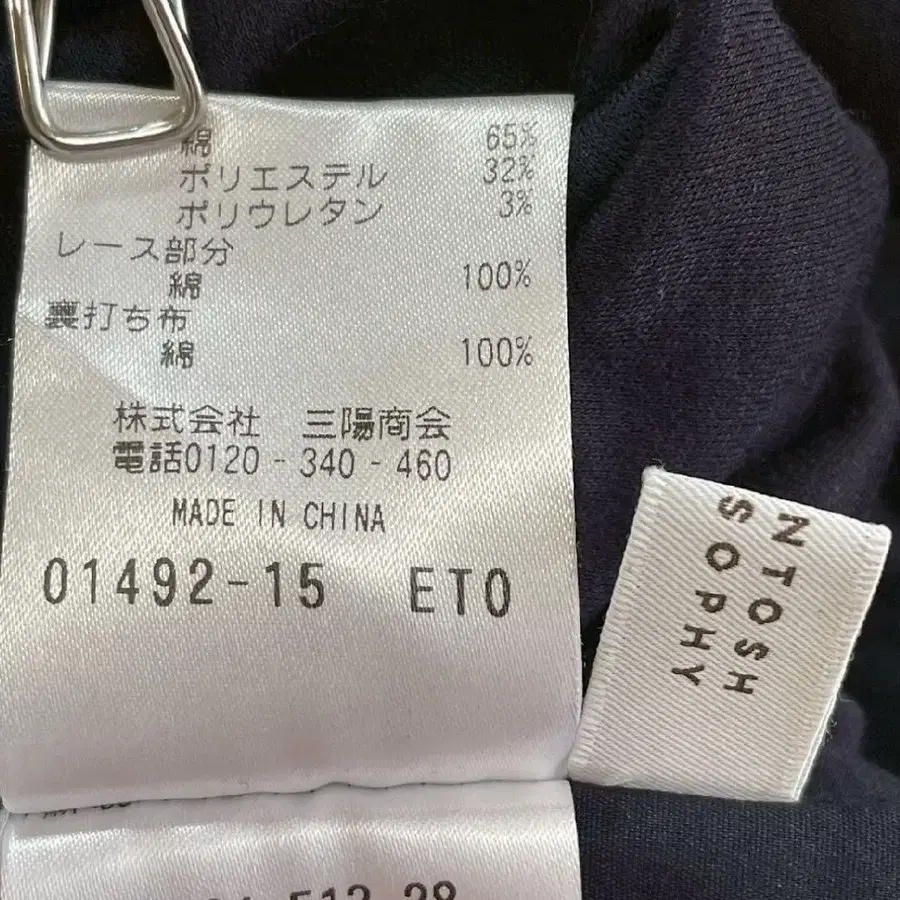 綿 65%
ポリエステル 32%
ポリウレタン 3%
レース部分
綿 100%
裏打ち布
綿 100%
株式会社 三陽商会
電話0120-340-460
MADE IN CHINA
01492-15 ET0
NTOSH
SOPHY